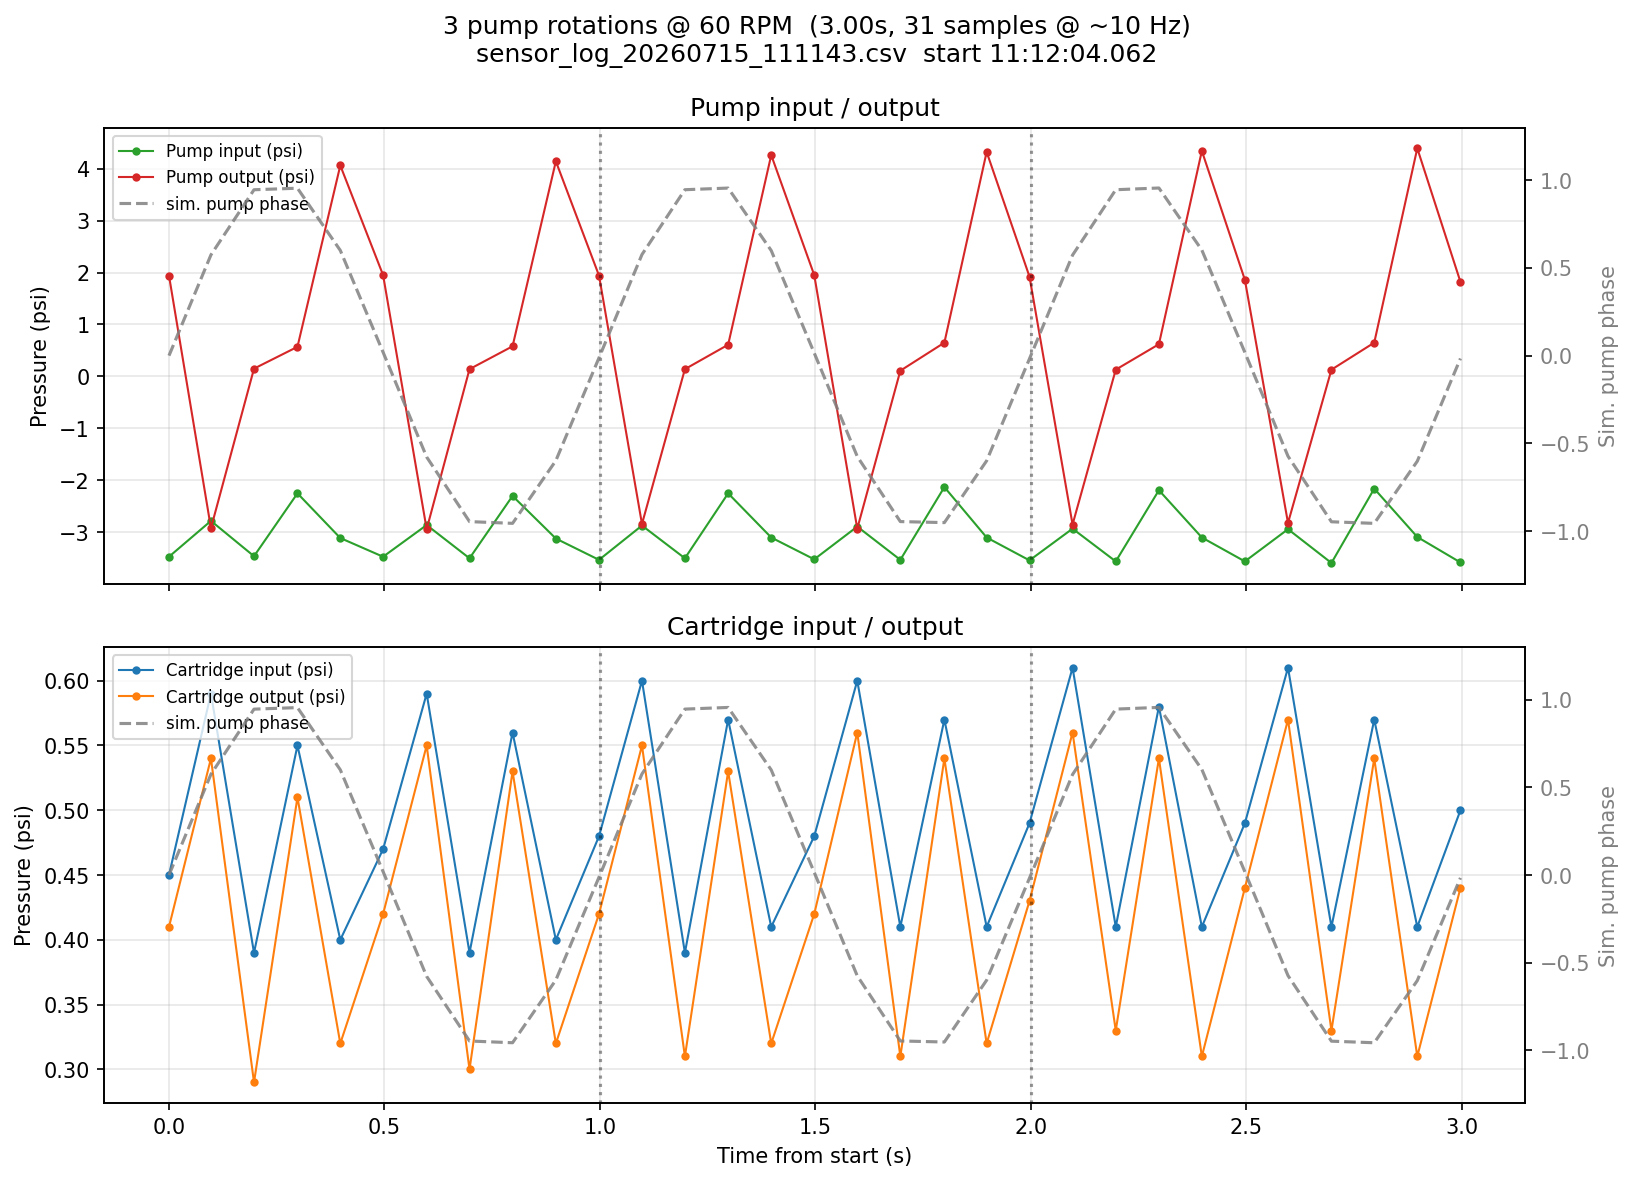 3 pump rotations @ 60 RPM  (3.00s, 31 samples @ ~10 Hz)
sensor_log_20260715_111143.csv  start 11:12:04.062
Pump input / output
Pump input (psi)
Pump output (psi)
sim. pump phase
4
3
2
1
0
−1
−2
−3
Pressure (psi)
1.0
0.5
0.0
−0.5
−1.0
Sim. pump phase
Cartridge input / output
Cartridge input (psi)
Cartridge output (psi)
sim. pump phase
0.60
0.55
0.50
0.45
0.40
0.35
0.30
Pressure (psi)
1.0
0.5
0.0
−0.5
−1.0
Sim. pump phase
0.0 0.5 1.0 1.5 2.0 2.5 3.0
Time from start (s)